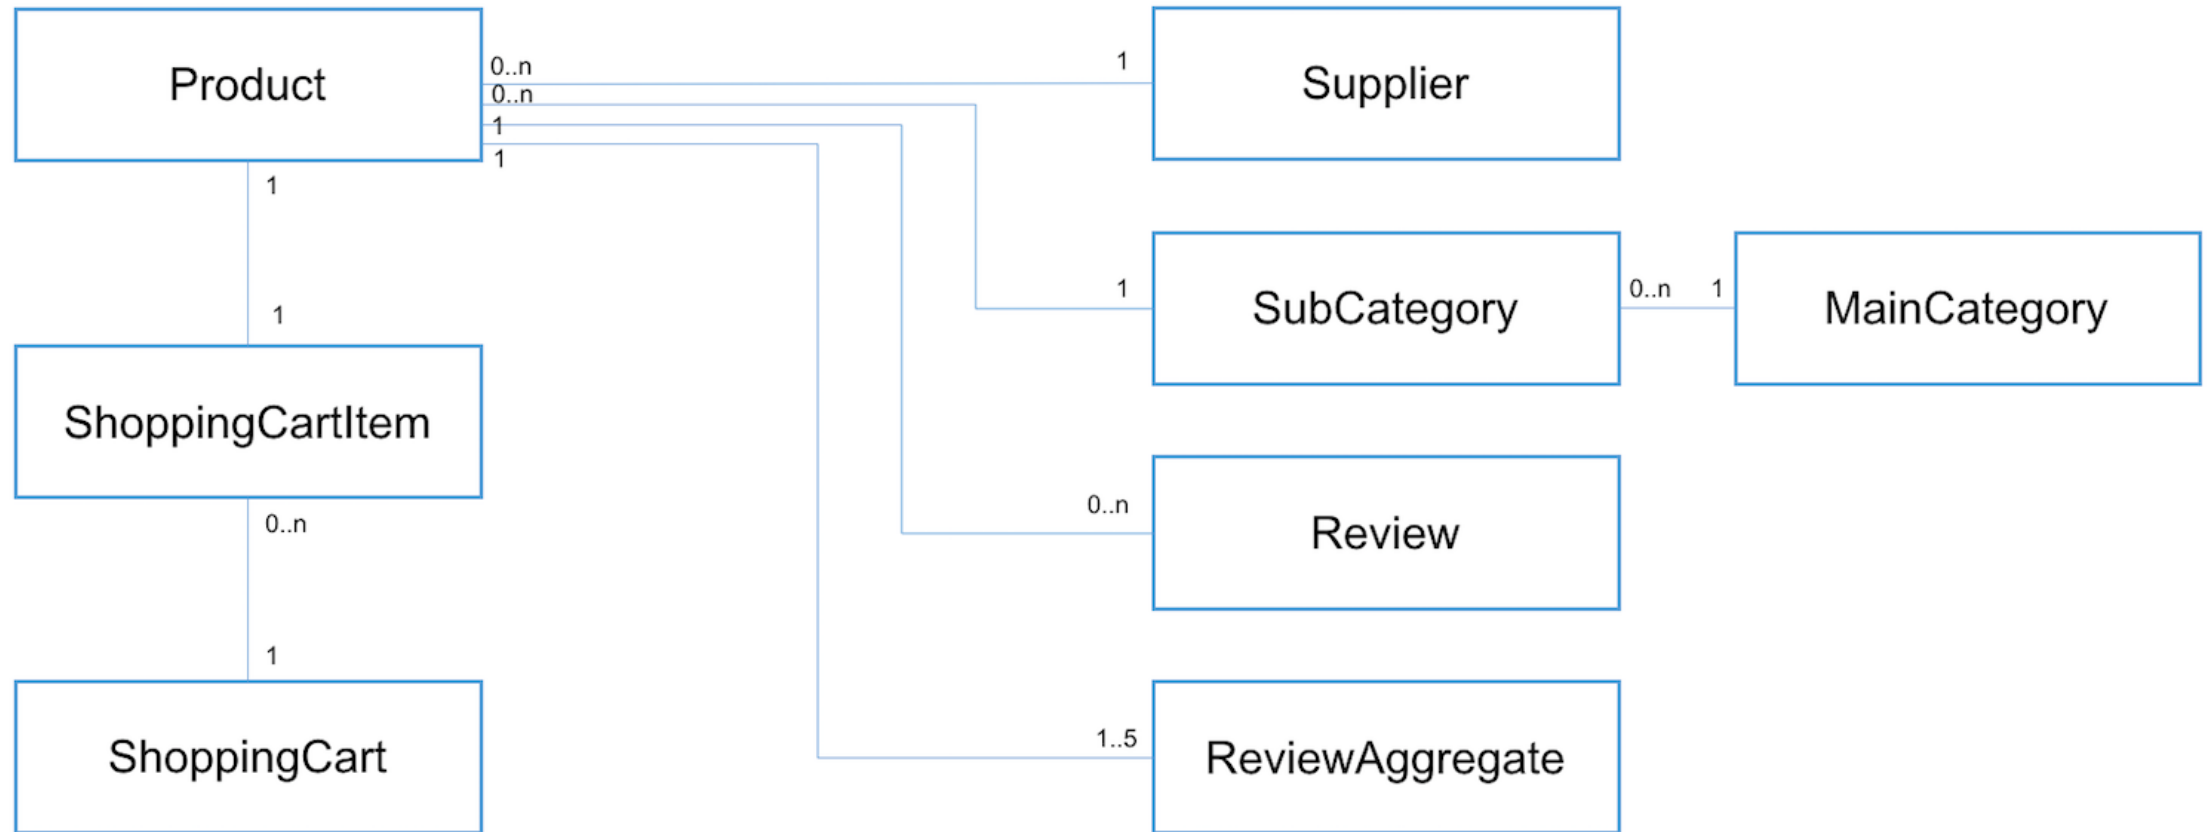 Product
0..n
1
Supplier
0..n
1
1
1
1
SubCategory
0..n
1
MainCategory
1
ShoppingCartItem
0..n
Review
0..n
1
1..5
ShoppingCart
ReviewAggregate